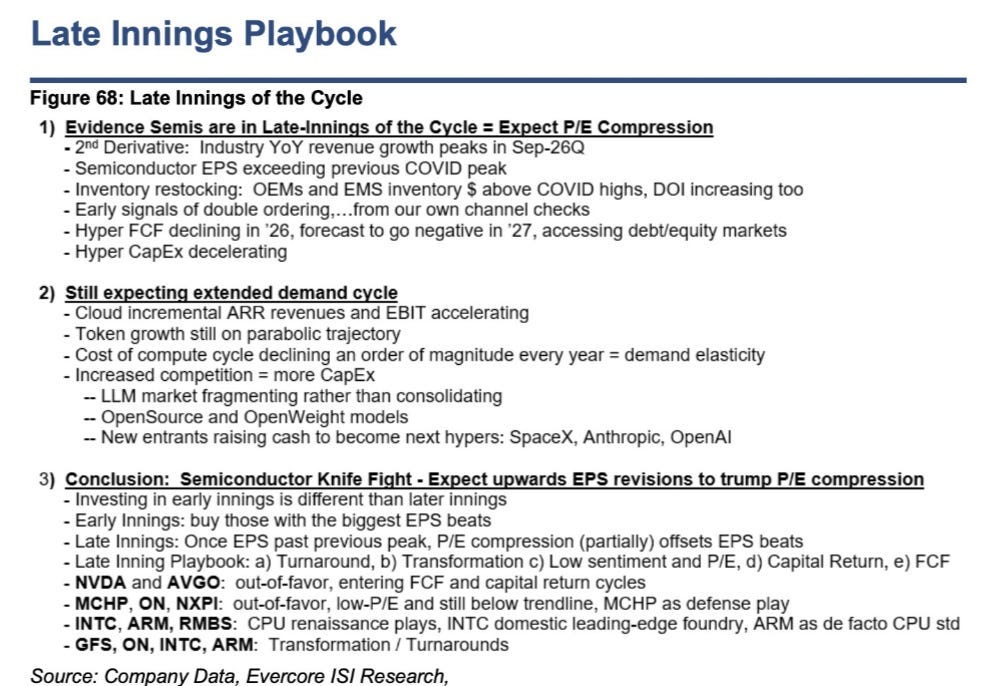 Late Innings Playbook
Figure 68: Late Innings of the Cycle
1) Evidence Semis are in Late-Innings of the Cycle = Expect P/E Compression
- 2nd Derivative: Industry YoY revenue growth peaks in Sep-26Q
- Semiconductor EPS exceeding previous COVID peak
- Inventory restocking: OEMs and EMS inventory $ above COVID highs, DOI increasing too
- Early signals of double ordering,...from our own channel checks
- Hyper FCF declining in '26, forecast to go negative in '27, accessing debt/equity markets
- Hyper CapEx decelerating
2) Still expecting extended demand cycle
- Cloud incremental ARR revenues and EBIT accelerating
- Token growth still on parabolic trajectory
- Cost of compute cycle declining an order of magnitude every year = demand elasticity
- Increased competition = more CapEx
-- LLM market fragmenting rather than consolidating
-- OpenSource and OpenWeight models
-- New entrants raising cash to become next hypers: SpaceX, Anthropic, OpenAI
3) Conclusion: Semiconductor Knife Fight - Expect upwards EPS revisions to trump P/E compression
- Investing in early innings is different than later innings
- Early Innings: buy those with the biggest EPS beats
- Late Innings: Once EPS past previous peak, P/E compression (partially) offsets EPS beats
- Late Inning Playbook: a) Turnaround, b) Transformation c) Low sentiment and P/E, d) Capital Return, e) FCF
- NVDA and AVGO: out-of-favor, entering FCF and capital return cycles
- MCHP, ON, NXPI: out-of-favor, low-P/E and still below trendline, MCHP as defense play
- INTC, ARM, RMBS: CPU renaissance plays, INTC domestic leading-edge foundry, ARM as de facto CPU std
- GFS, ON, INTC, ARM: Transformation / Turnarounds
Source: Company Data, Evercore ISI Research,